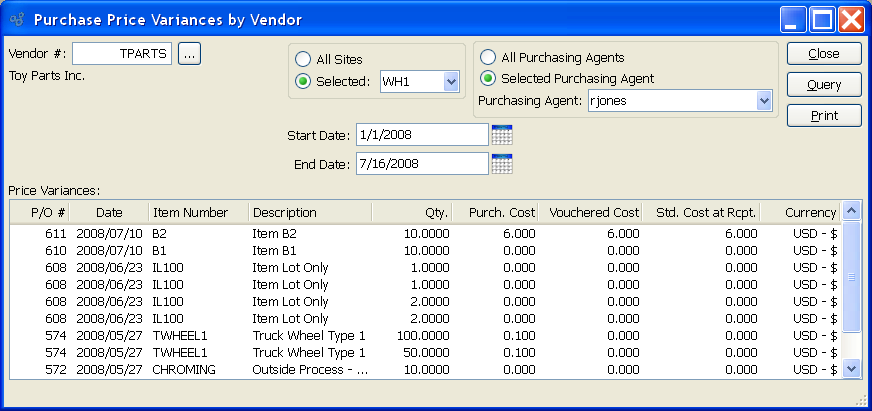 Purchase Price Variances by Vendor
Vendor #: TPARTS ...
Toy Parts Inc.
All Sites
Selected: WH1
All Purchasing Agents
Selected Purchasing Agent
Purchasing Agent: rjones
Close
Query
Print
Start Date: 1/1/2008
End Date: 7/16/2008
Price Variances:
P/O # Date Item Number Description Qty. Purch. Cost Vouchered Cost Std. Cost at Rcpt. Currency
611 2008/07/10 B2 Item B2 10.0000 6.000 6.000 6.000 USD - $
610 2008/07/10 B1 Item B1 10.0000 0.000 0.000 0.000 USD - $
608 2008/06/23 IL100 Item Lot Only 1.0000 0.000 0.000 0.000 USD - $
608 2008/06/23 IL100 Item Lot Only 1.0000 0.000 0.000 0.000 USD - $
608 2008/06/23 IL100 Item Lot Only 2.0000 0.000 0.000 0.000 USD - $
608 2008/06/23 IL100 Item Lot Only 2.0000 0.000 0.000 0.000 USD - $
574 2008/05/27 TWHEEL1 Truck Wheel Type 1 100.0000 0.100 0.000 0.000 USD - $
574 2008/05/27 TWHEEL1 Truck Wheel Type 1 50.0000 0.100 0.000 0.000 USD - $
572 2008/05/27 CHROMING Outside Process - ... 10.0000 0.000 0.000 0.000 USD - $